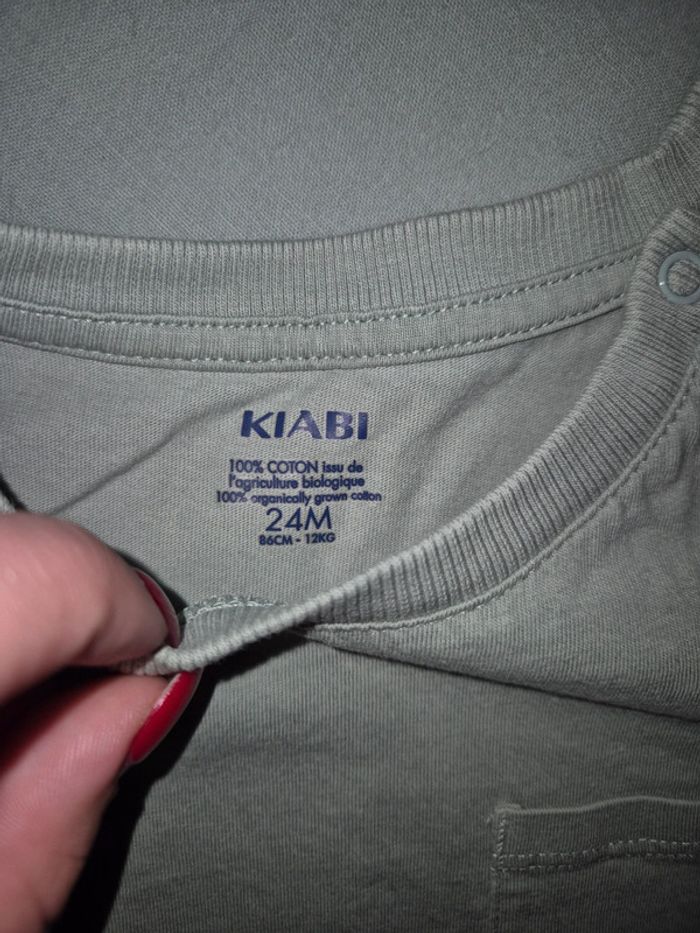 KIABI
100% COTON issu de
l'agriculture biologique
100% organically grown cotton
24M
86CM - 12KG